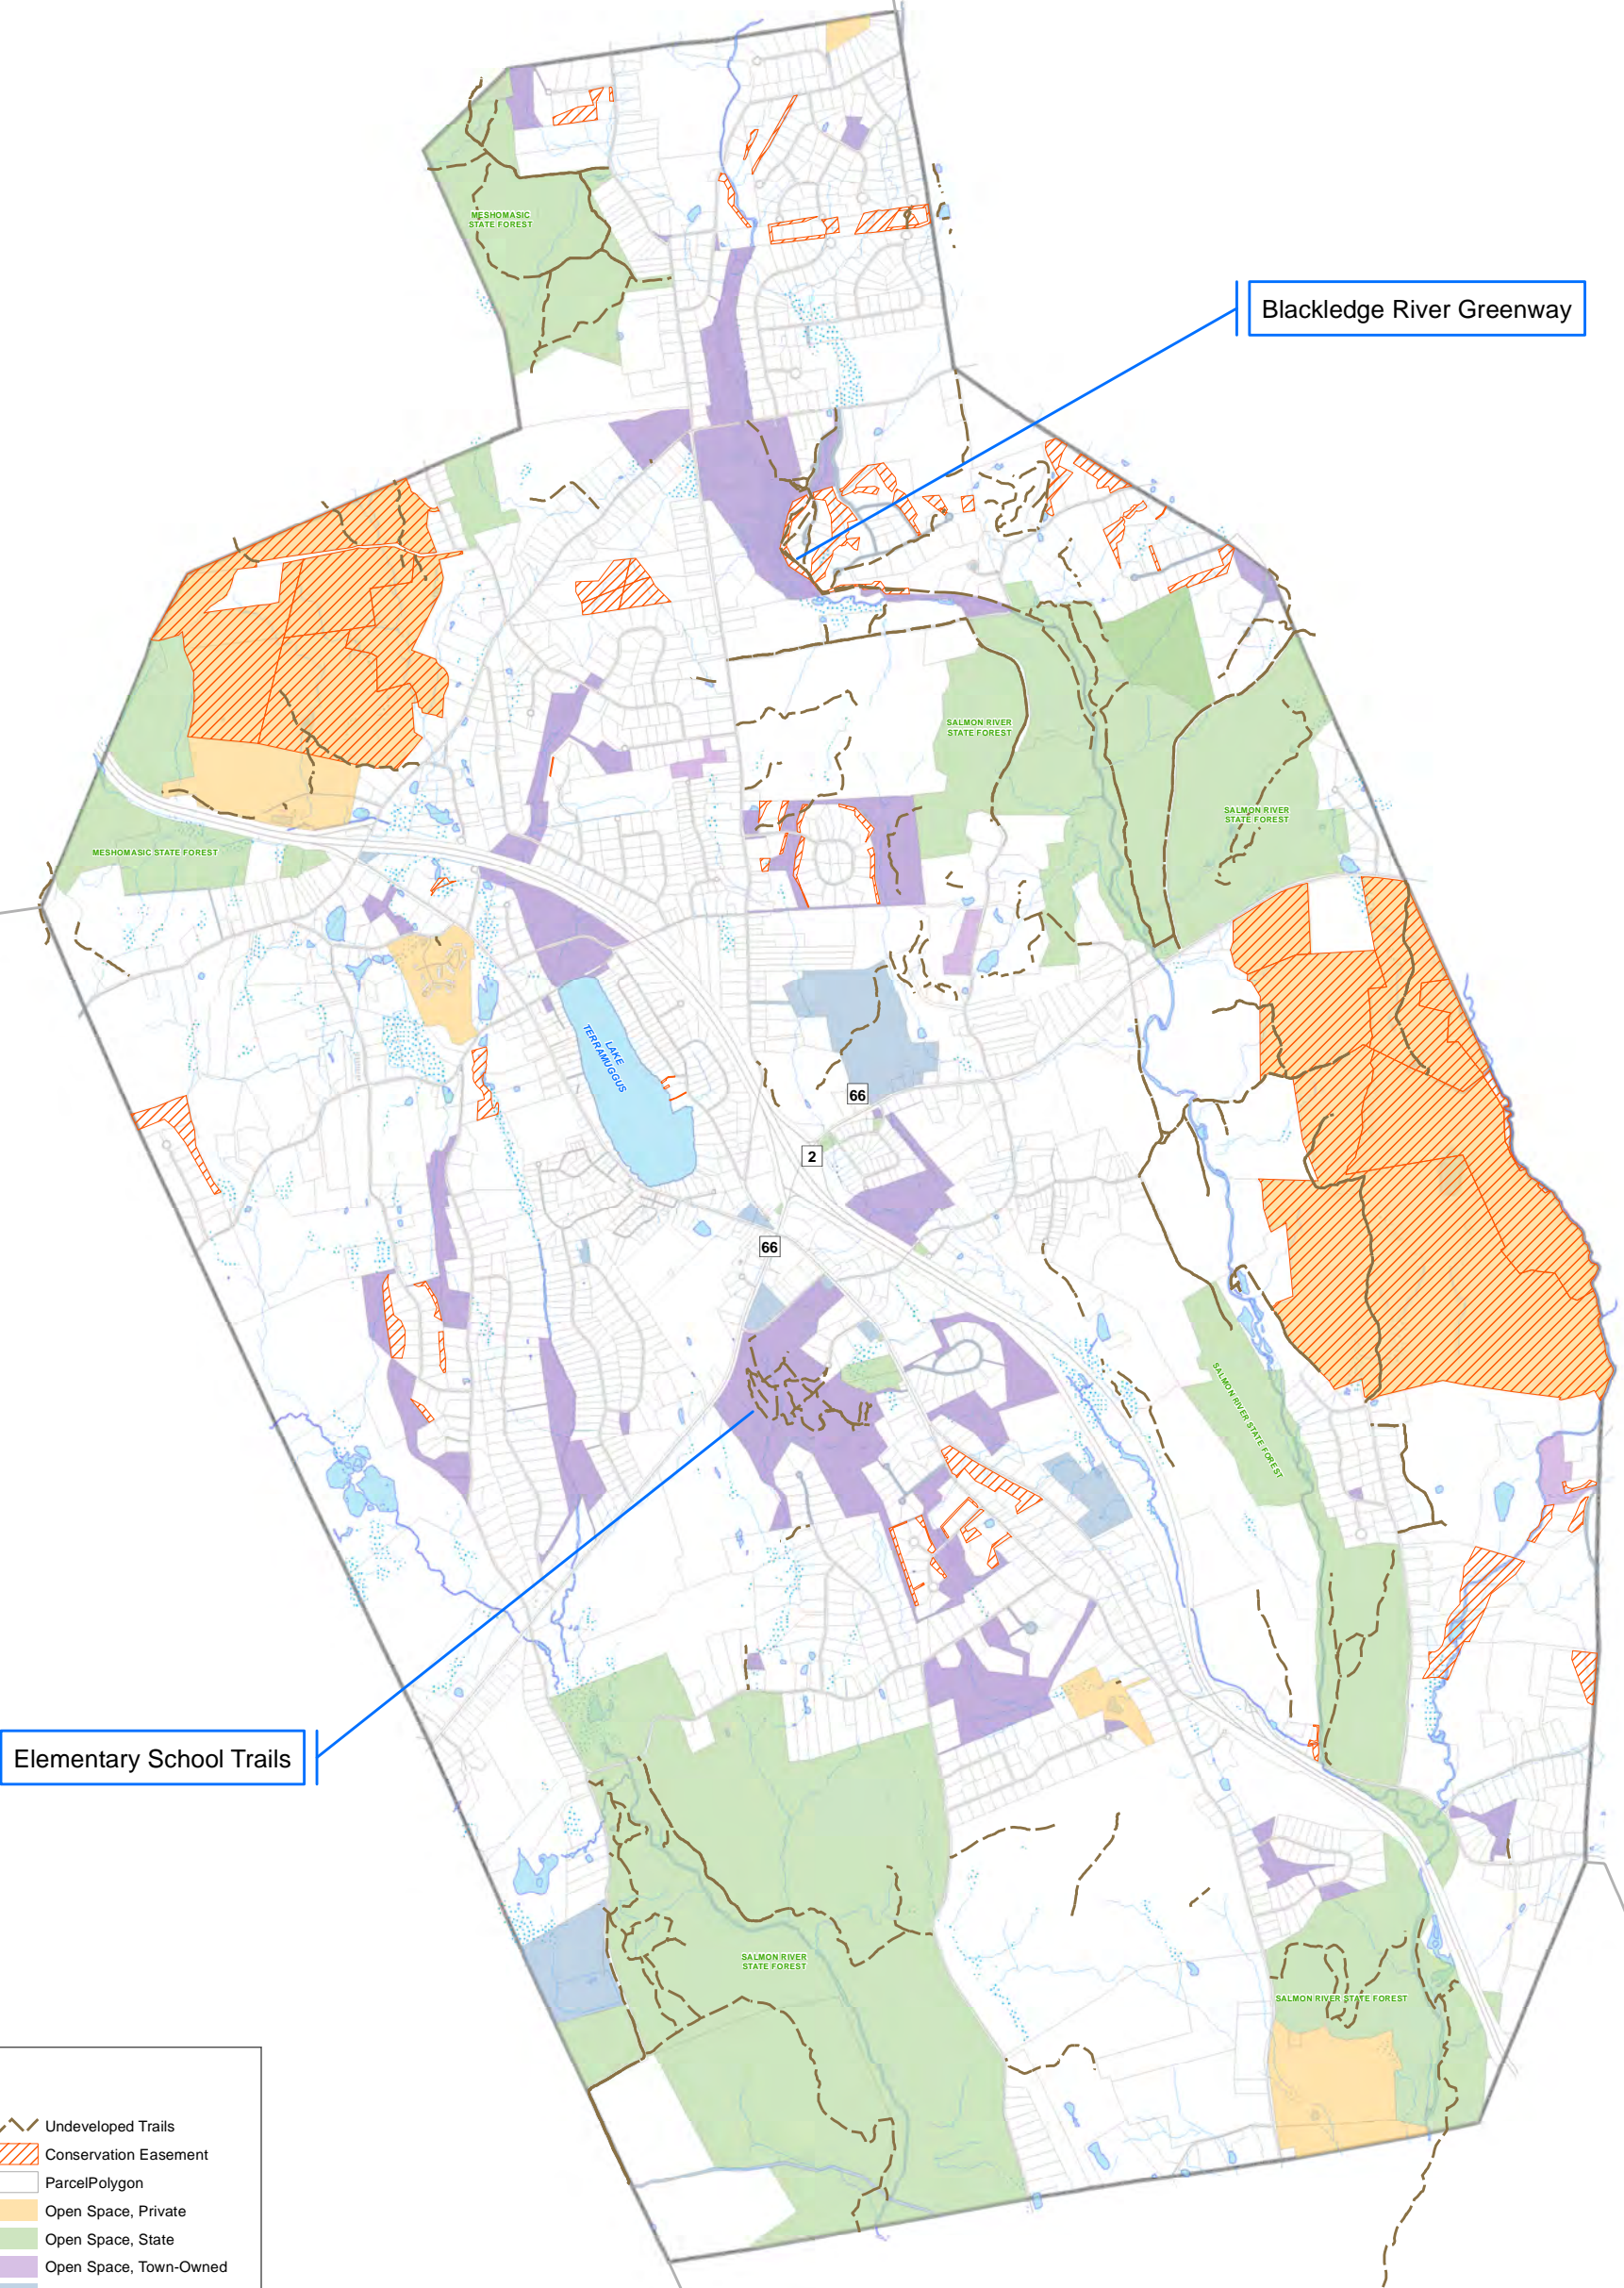 MESHOMASIC
STATE FOREST
Blackledge River Greenway
SALMON RIVER
STATE FOREST
SALMON RIVER
STATE FOREST
MESHOMASIC STATE FOREST
LAKE
TERRAMUGGUS
66
2
66
SALMON RIVER STATE FOREST
Elementary School Trails
SALMON RIVER
STATE FOREST
SALMON RIVER STATE FOREST
Undeveloped Trails
Conservation Easement
ParcelPolygon
Open Space, Private
Open Space, State
Open Space, Town-Owned